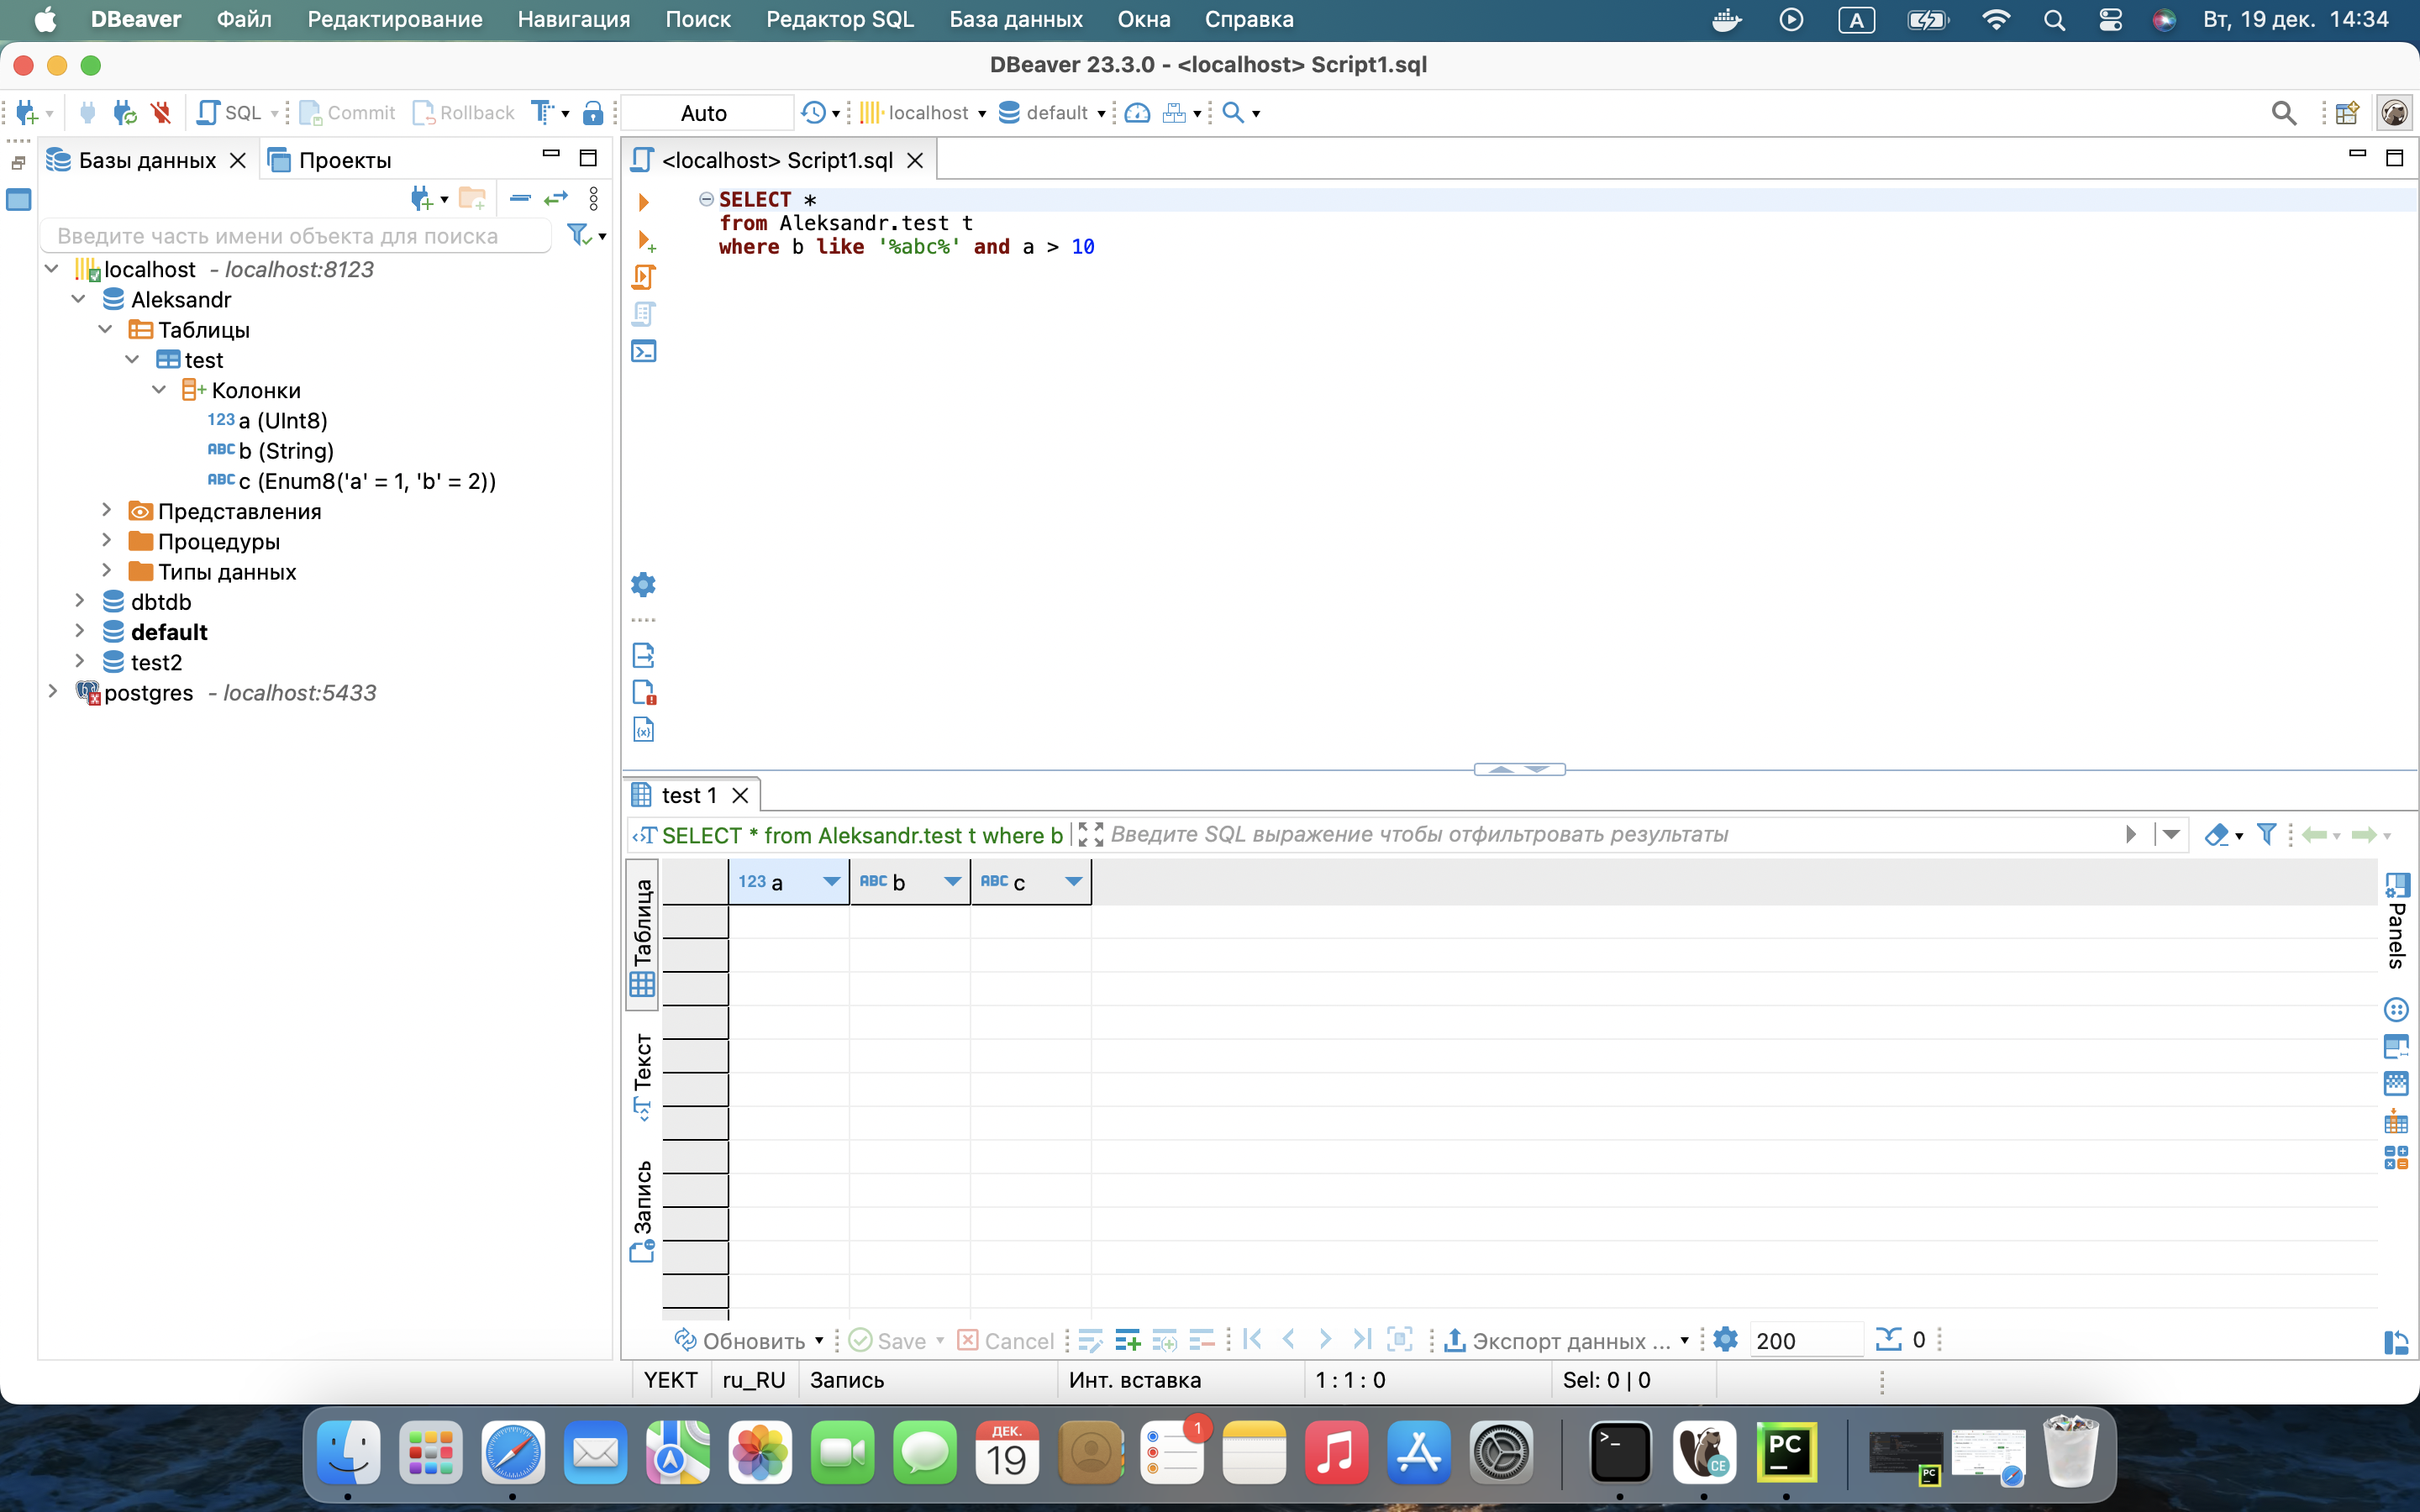 DBeaver Файл Редактирование Навигация Поиск Редактор SQL База данных Окна Справка A Вт, 19 дек. 14:34
DBeaver 23.3.0 - <localhost> Script1.sql
SQL Commit Rollback T Auto localhost default
Базы данных Проекты
<localhost> Script1.sql
Введите часть имени объекта для поиска
localhost - localhost:8123
Aleksandr
Таблицы
test
Колонки
123 a (UInt8)
ABC b (String)
ABC c (Enum8('a' = 1, 'b' = 2))
Представления
Процедуры
Типы данных
dbtdb
default
test2
postgres - localhost:5433
SELECT *
from Aleksandr.test t
where b like '%abc%' and a > 10
test 1
SELECT * from Aleksandr.test t where b
Введите SQL выражение чтобы отфильтровать результаты
123 a ABC b ABC c
Таблица
Текст
Запись
Panels
Обновить Save Cancel Экспорт данных ... 200 0
YEKT ru_RU Запись Инт. вставка 1 : 1 : 0 Sel: 0 | 0
ДЕК.
19
1
>_
CE
PC
PC